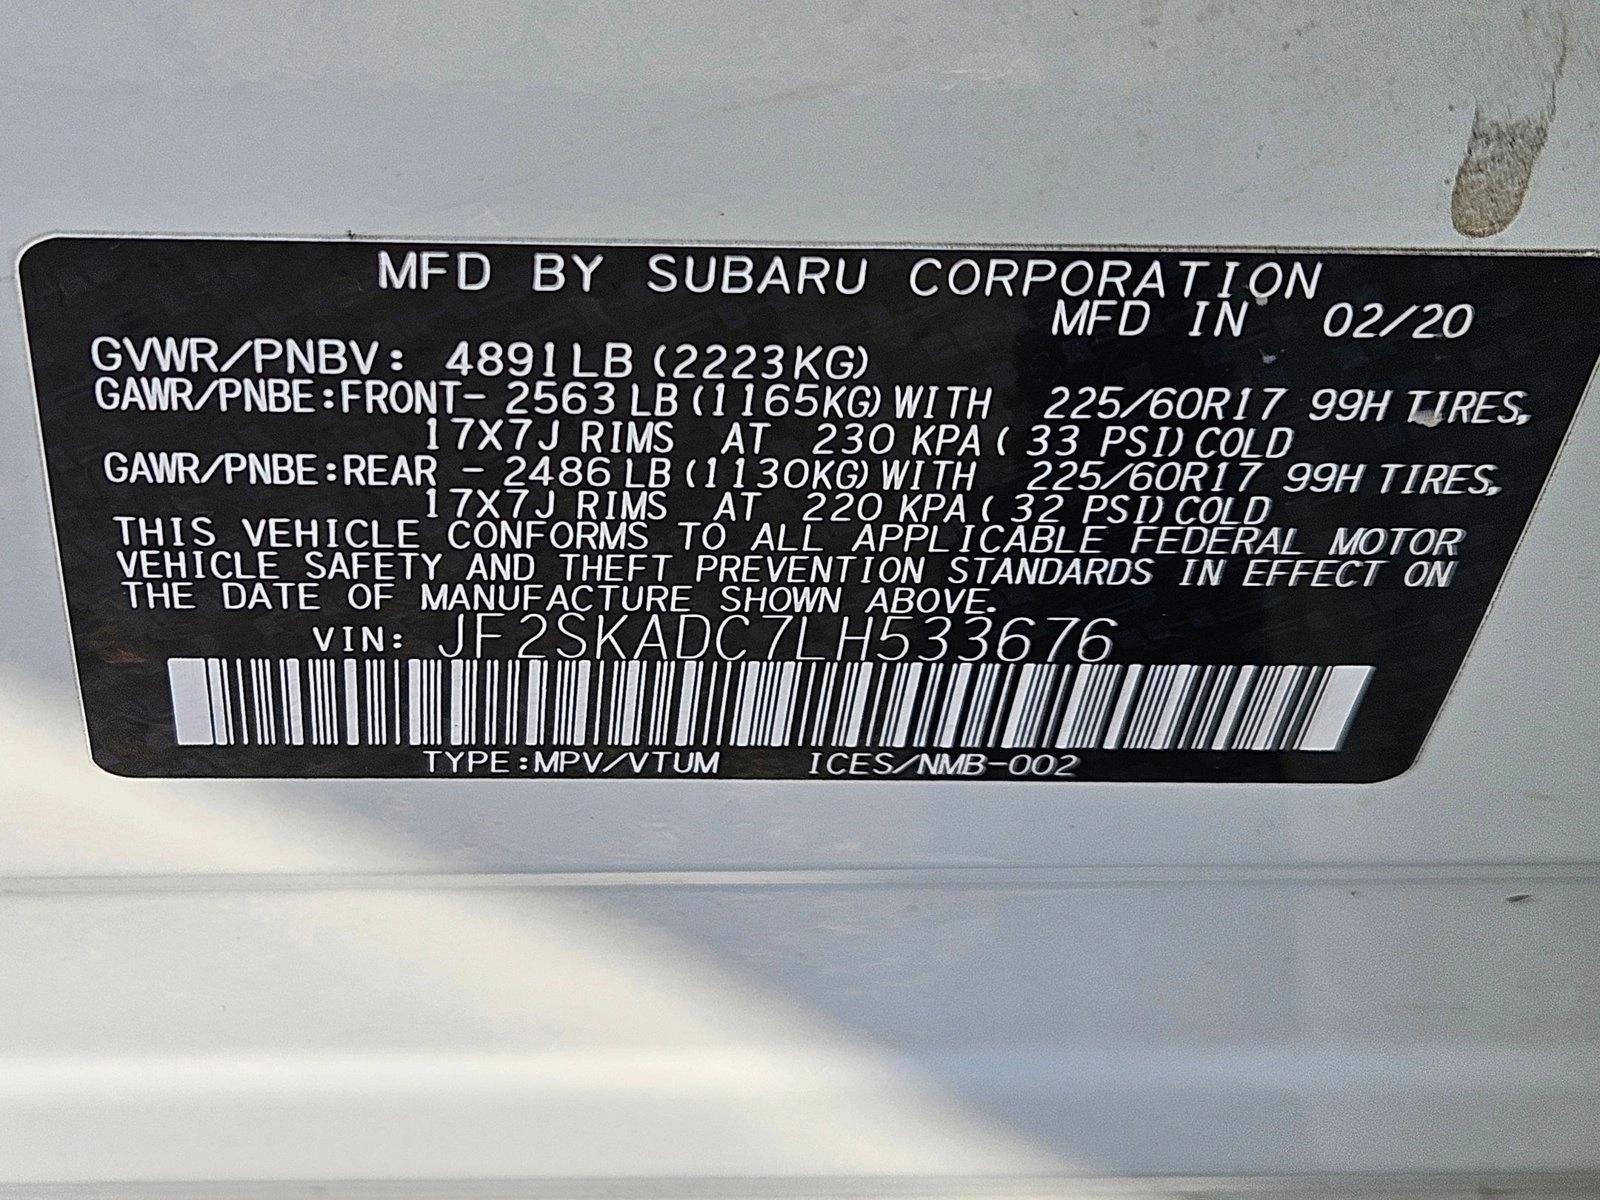 MFD BY SUBARU CORPORATION
MFD IN 02/20
GVWR/PNBV: 4891LB (2223KG)
GAWR/PNBE:FRONT- 2563LB (1165KG) WITH 225/60R17 99H TIRES,
17X7J RIMS AT 230 KPA ( 33 PSI) COLD
GAWR/PNBE:REAR - 2486LB (1130KG) WITH 225/60R17 99H TIRES,
17X7J RIMS AT 220 KPA ( 32 PSI) COLD
THIS VEHICLE CONFORMS TO ALL APPLICABLE FEDERAL MOTOR
VEHICLE SAFETY AND THEFT PREVENTION STANDARDS IN EFFECT ON
THE DATE OF MANUFACTURE SHOWN ABOVE.
VIN: JF2SKADC7LH533676
TYPE:MPV/VTUM ICES/NMB-002